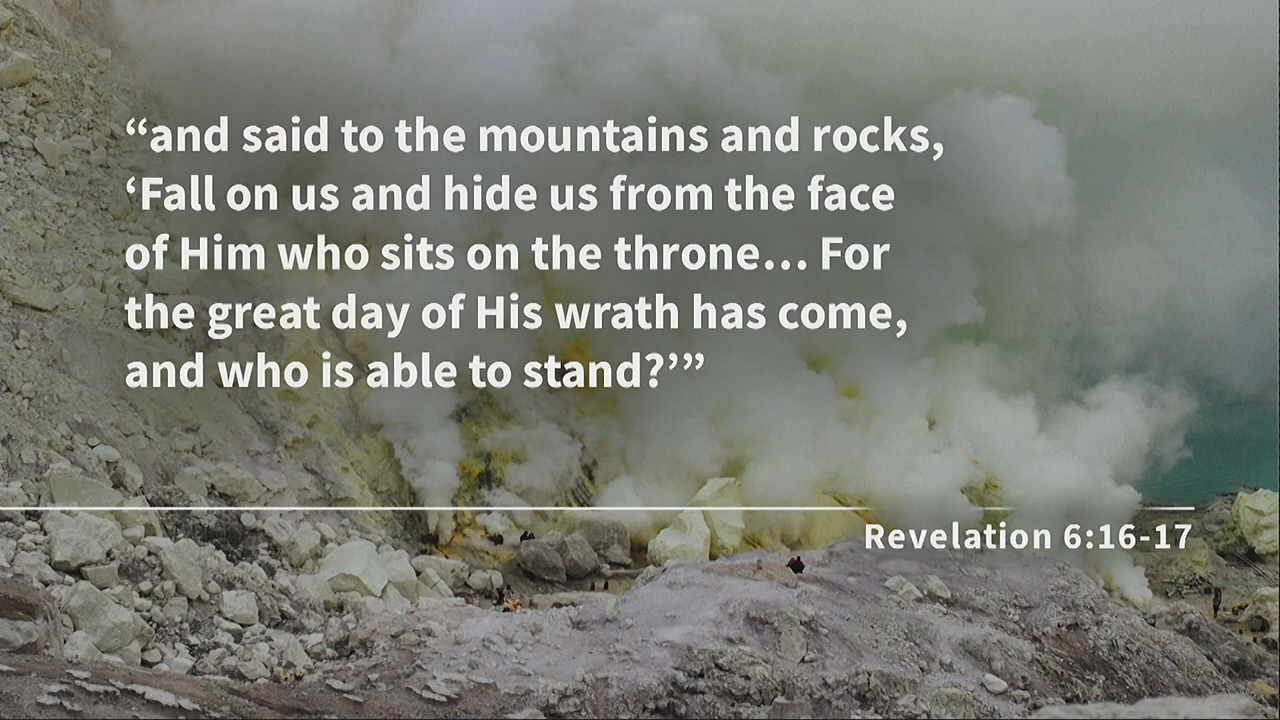 “and said to the mountains and rocks,
‘Fall on us and hide us from the face
of Him who sits on the throne… For
the great day of His wrath has come,
and who is able to stand?’”
Revelation 6:16-17